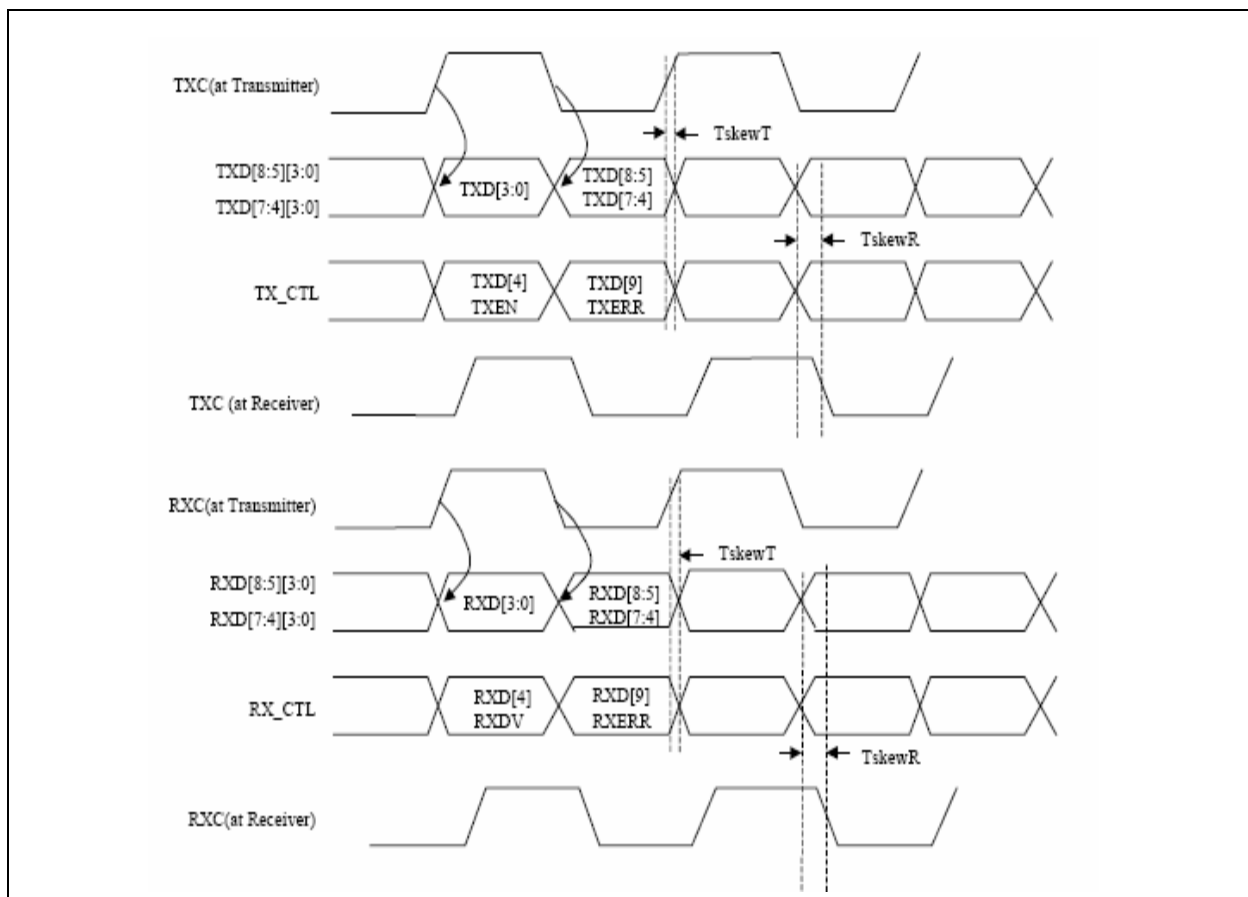 TXC(at Transmitter)
TskewT
TXD[8:5][3:0]
TXD[7:4][3:0]
TXD[3:0]
TXD[8:5]
TXD[7:4]
TskewR
TX_CTL
TXD[4]
TXEN
TXD[9]
TXERR
TXC (at Receiver)
RXC(at Transmitter)
TskewT
RXD[8:5][3:0]
RXD[7:4][3:0]
RXD[3:0]
RXD[8:5]
RXD[7:4]
RX_CTL
RXD[4]
RXDV
RXD[9]
RXERR
TskewR
RXC(at Receiver)